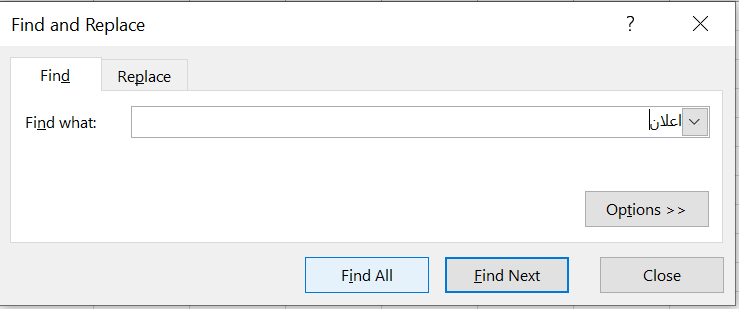 Find and Replace ?
Find Replace
Find what: اعلان
Options >>
Find All Find Next Close